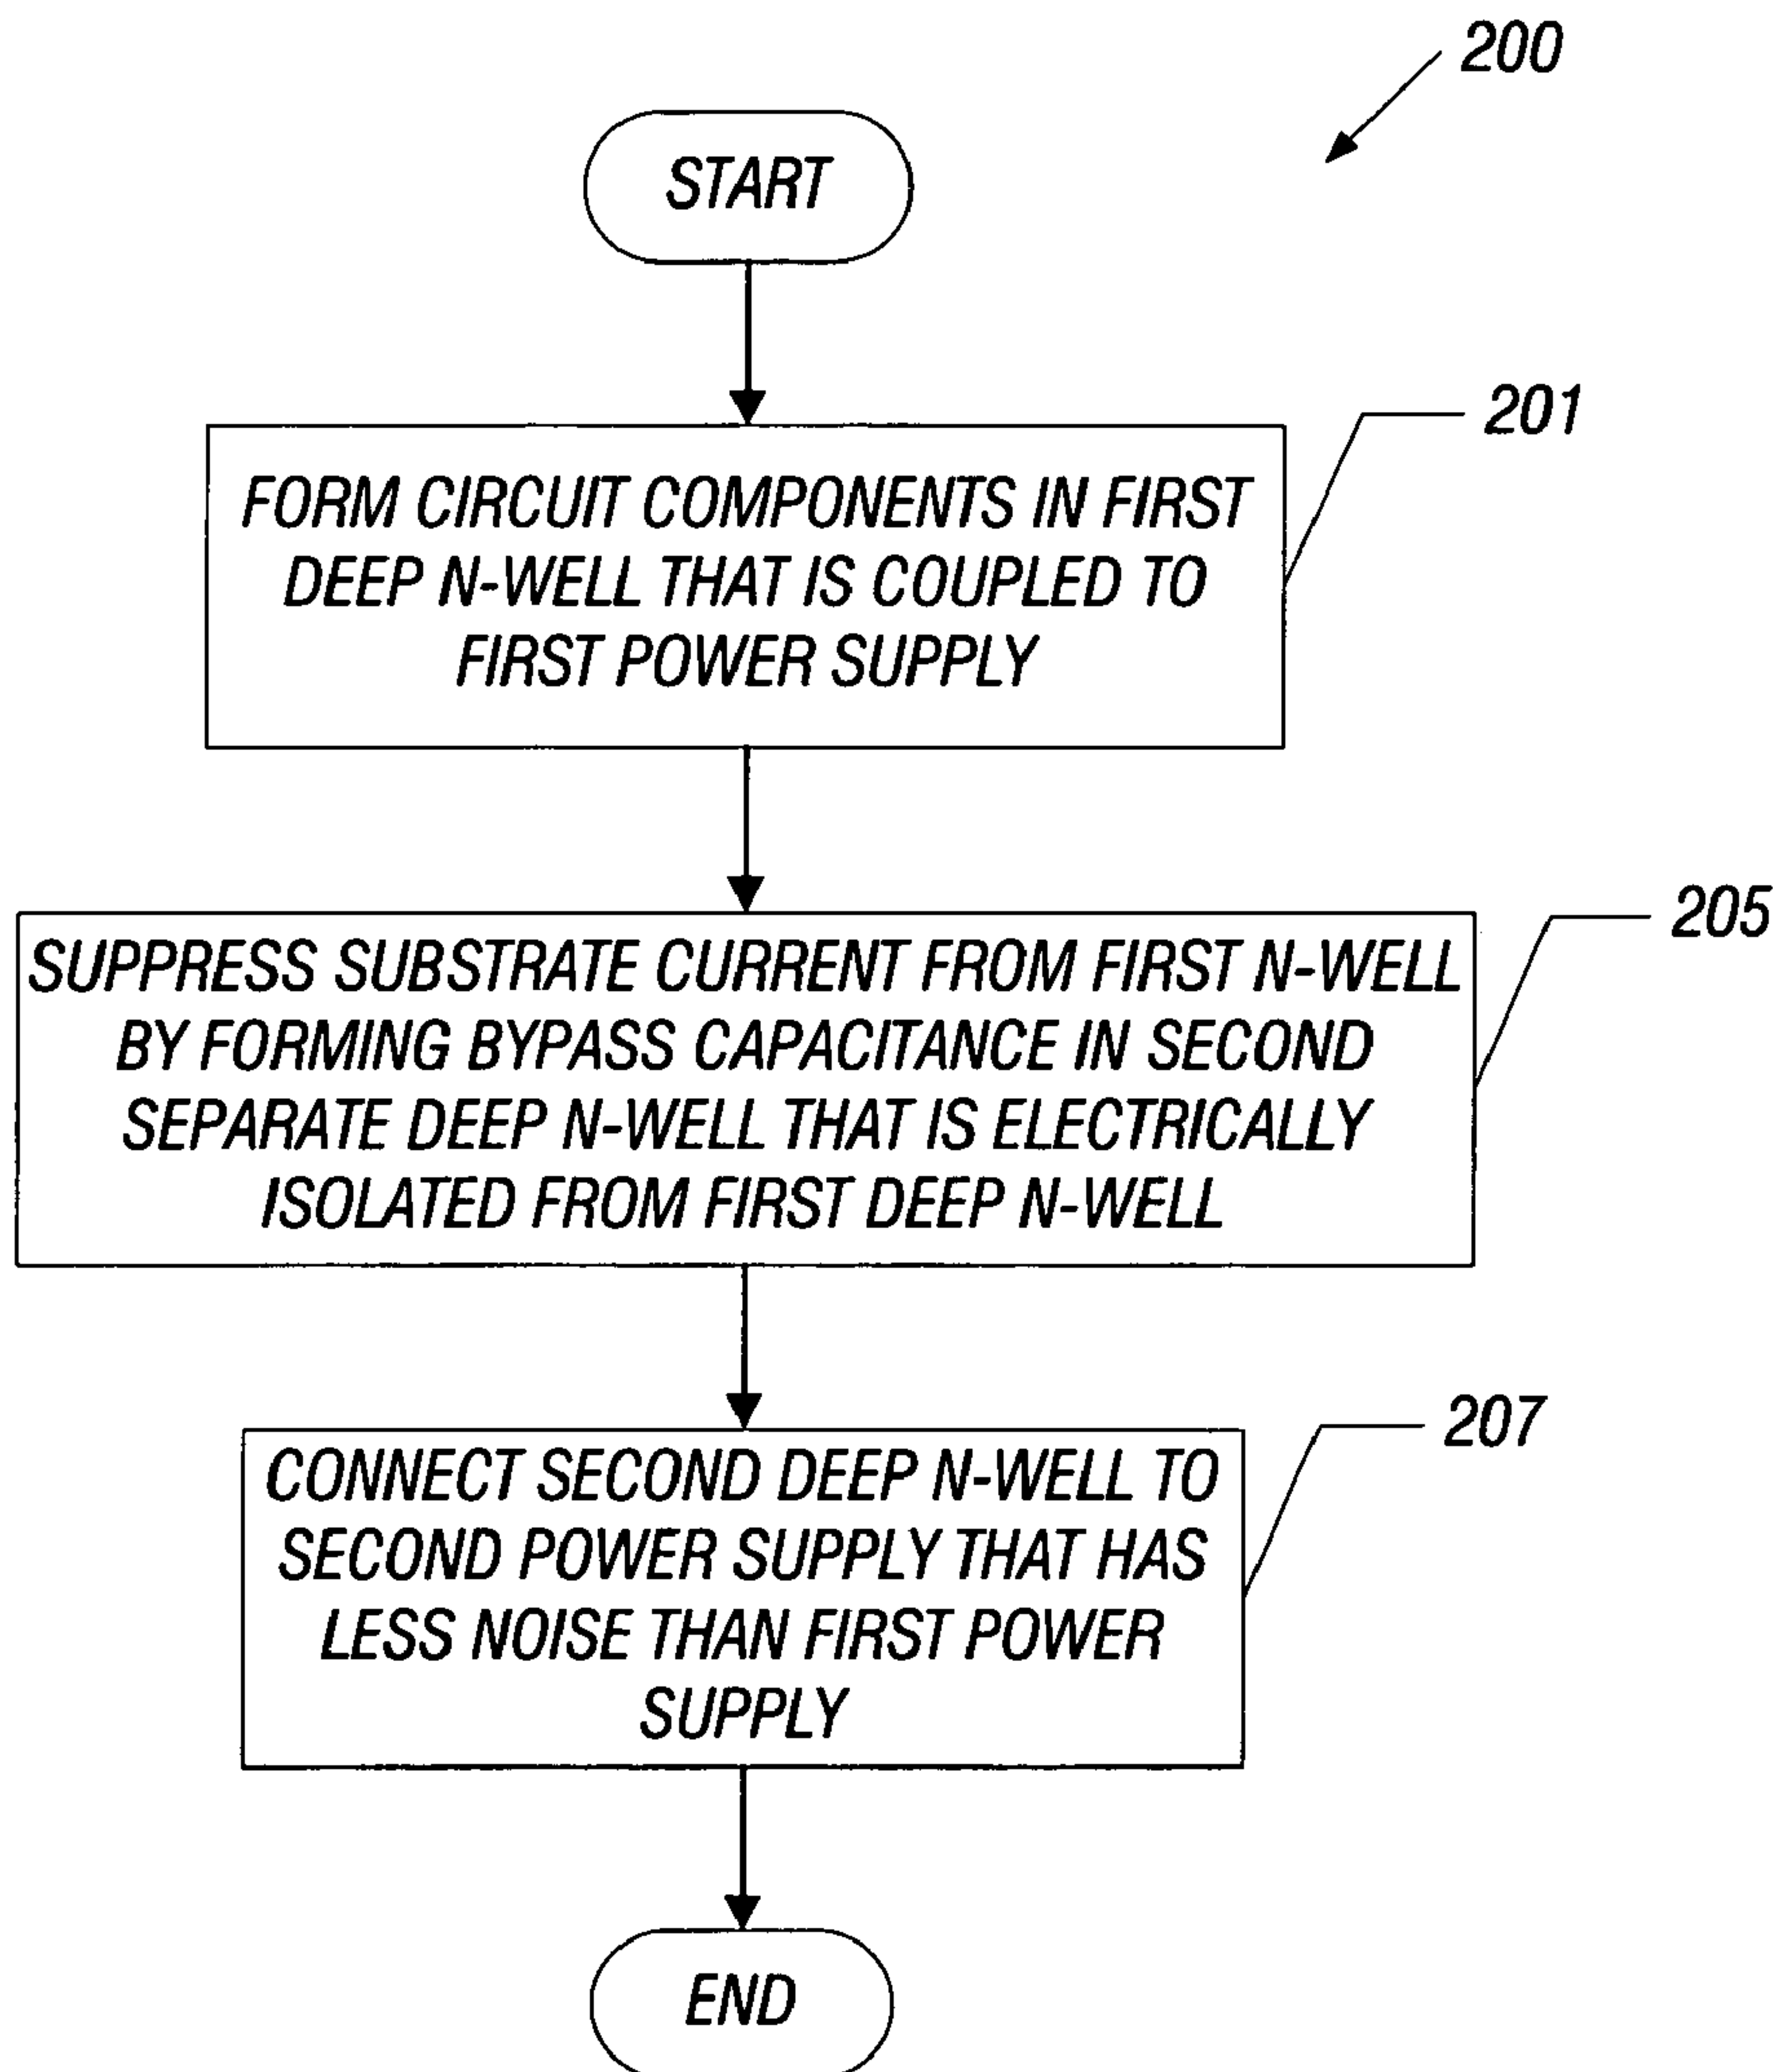 200
START
201
FORM CIRCUIT COMPONENTS IN FIRST
DEEP N-WELL THAT IS COUPLED TO
FIRST POWER SUPPLY
205
SUPPRESS SUBSTRATE CURRENT FROM FIRST N-WELL
BY FORMING BYPASS CAPACITANCE IN SECOND
SEPARATE DEEP N-WELL THAT IS ELECTRICALLY
ISOLATED FROM FIRST DEEP N-WELL
207
CONNECT SECOND DEEP N-WELL TO
SECOND POWER SUPPLY THAT HAS
LESS NOISE THAN FIRST POWER
SUPPLY
END